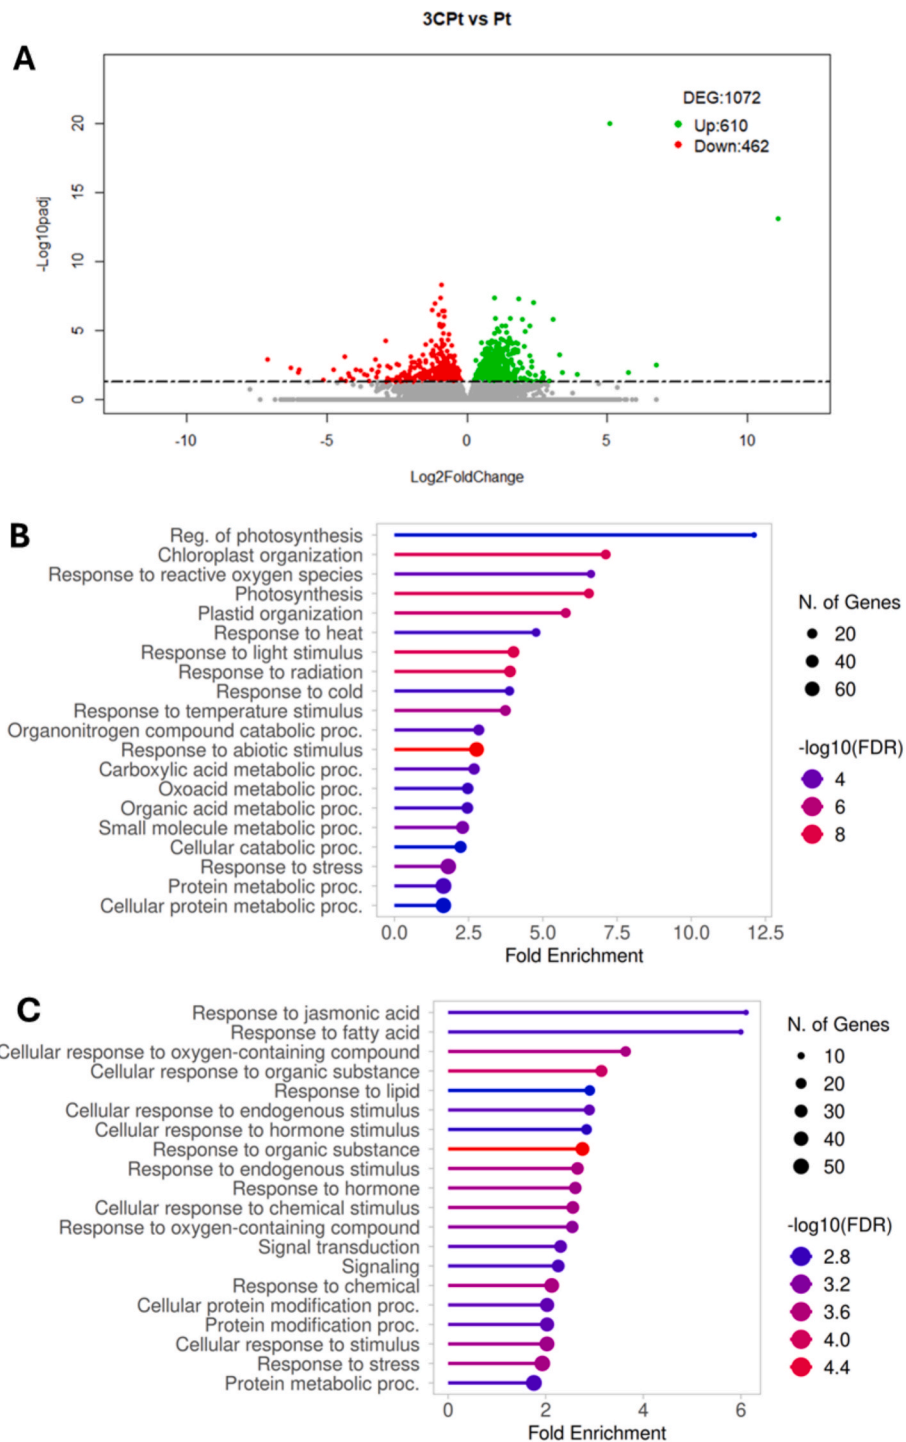 3CPt vs Pt
A
DEG:1072
Up:610
Down:462
20
15
10
5
0
-Log10padj
-10
-5
0
5
10
Log2FoldChange
B
Reg. of photosynthesis
Chloroplast organization
Response to reactive oxygen species
Photosynthesis
Plastid organization
Response to heat
Response to light stimulus
Response to radiation
Response to cold
Response to temperature stimulus
Organonitrogen compound catabolic proc.
Response to abiotic stimulus
Carboxylic acid metabolic proc.
Oxoacid metabolic proc.
Organic acid metabolic proc.
Small molecule metabolic proc.
Cellular catabolic proc.
Response to stress
Protein metabolic proc.
Cellular protein metabolic proc.
0.0
2.5
5.0
7.5
10.0
12.5
Fold Enrichment
N. of Genes
20
40
60
-log10(FDR)
4
6
8
C
Response to jasmonic acid
Response to fatty acid
Cellular response to oxygen-containing compound
Cellular response to organic substance
Response to lipid
Cellular response to endogenous stimulus
Cellular response to hormone stimulus
Response to organic substance
Response to endogenous stimulus
Response to hormone
Cellular response to chemical stimulus
Response to oxygen-containing compound
Signal transduction
Signaling
Response to chemical
Cellular protein modification proc.
Protein modification proc.
Cellular response to stimulus
Response to stress
Protein metabolic proc.
0
2
4
6
Fold Enrichment
N. of Genes
10
20
30
40
50
-log10(FDR)
2.8
3.2
3.6
4.0
4.4